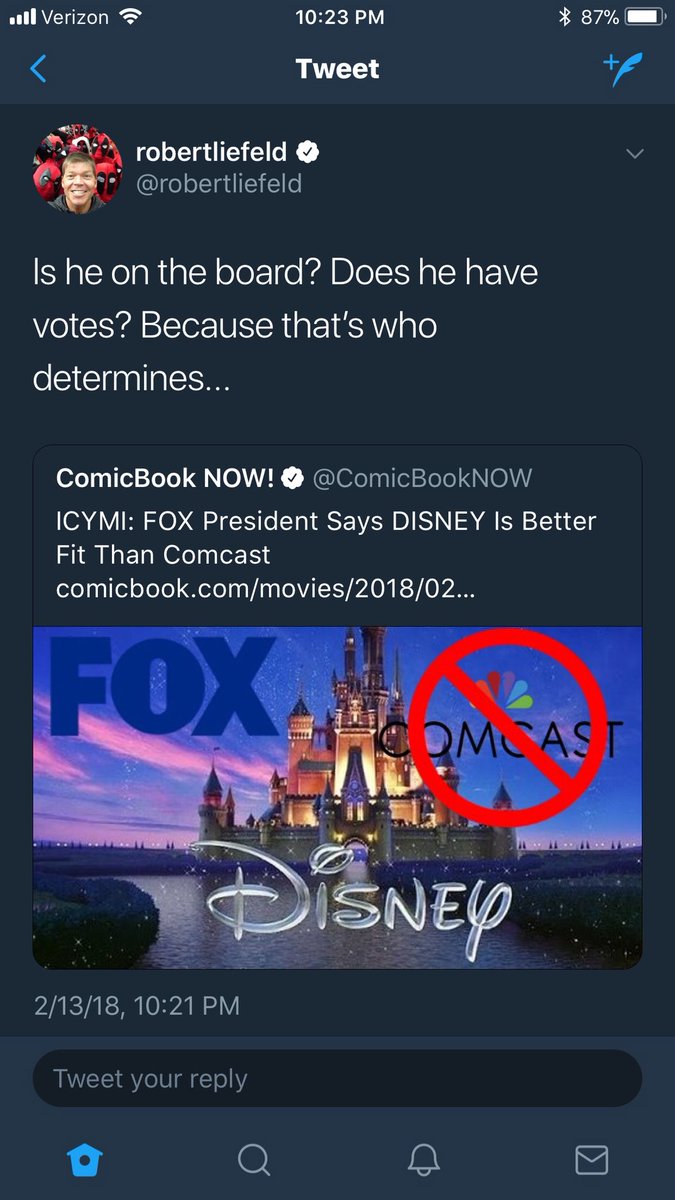 Verizon 10:23 PM 87%
Tweet
robertliefeld
@robertliefeld
Is he on the board? Does he have
votes? Because that’s who
determines...
ComicBook NOW! @ComicBookNOW
ICYMI: FOX President Says DISNEY Is Better
Fit Than Comcast
comicbook.com/movies/2018/02...
FOX
COMCAST
Disney
2/13/18, 10:21 PM
Tweet your reply